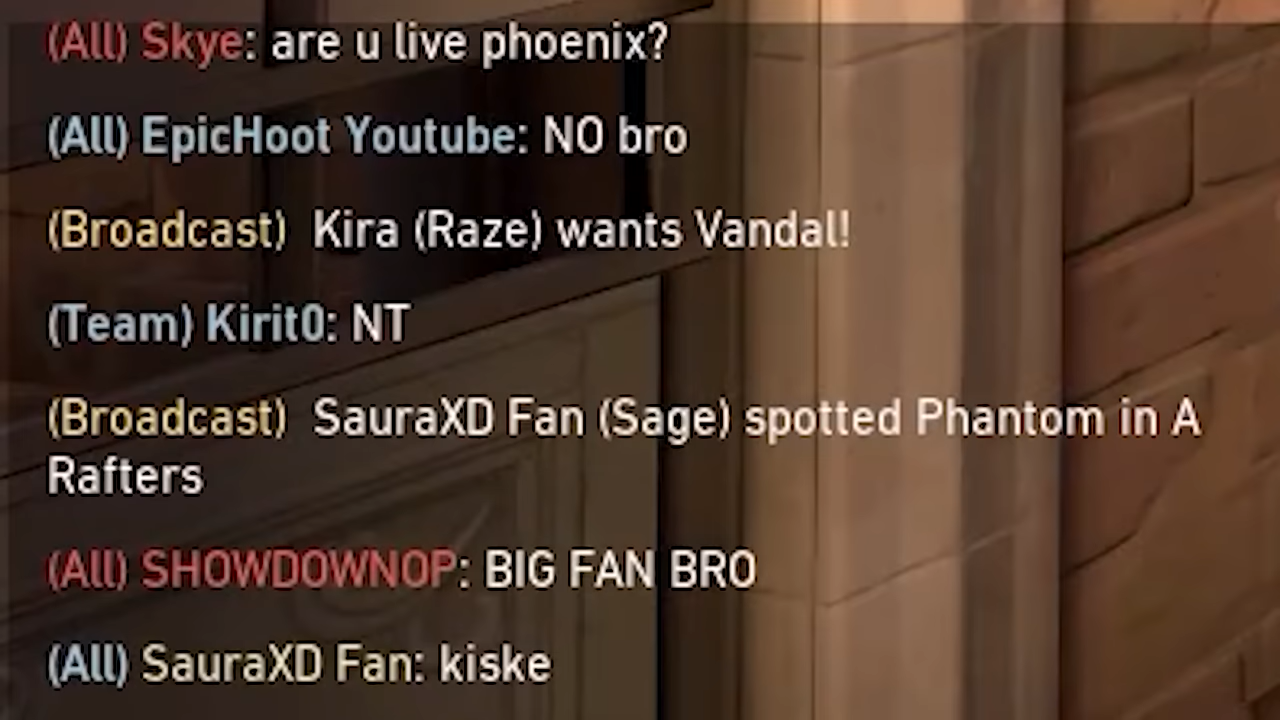 (All) Skye: are u live phoenix?
(All) EpicHoot Youtube: NO bro
(Broadcast) Kira (Raze) wants Vandal!
(Team) Kirit0: NT
(Broadcast) SauraXD Fan (Sage) spotted Phantom in A
Rafters
(All) SHOWDOWNOP: BIG FAN BRO
(All) SauraXD Fan: kiske